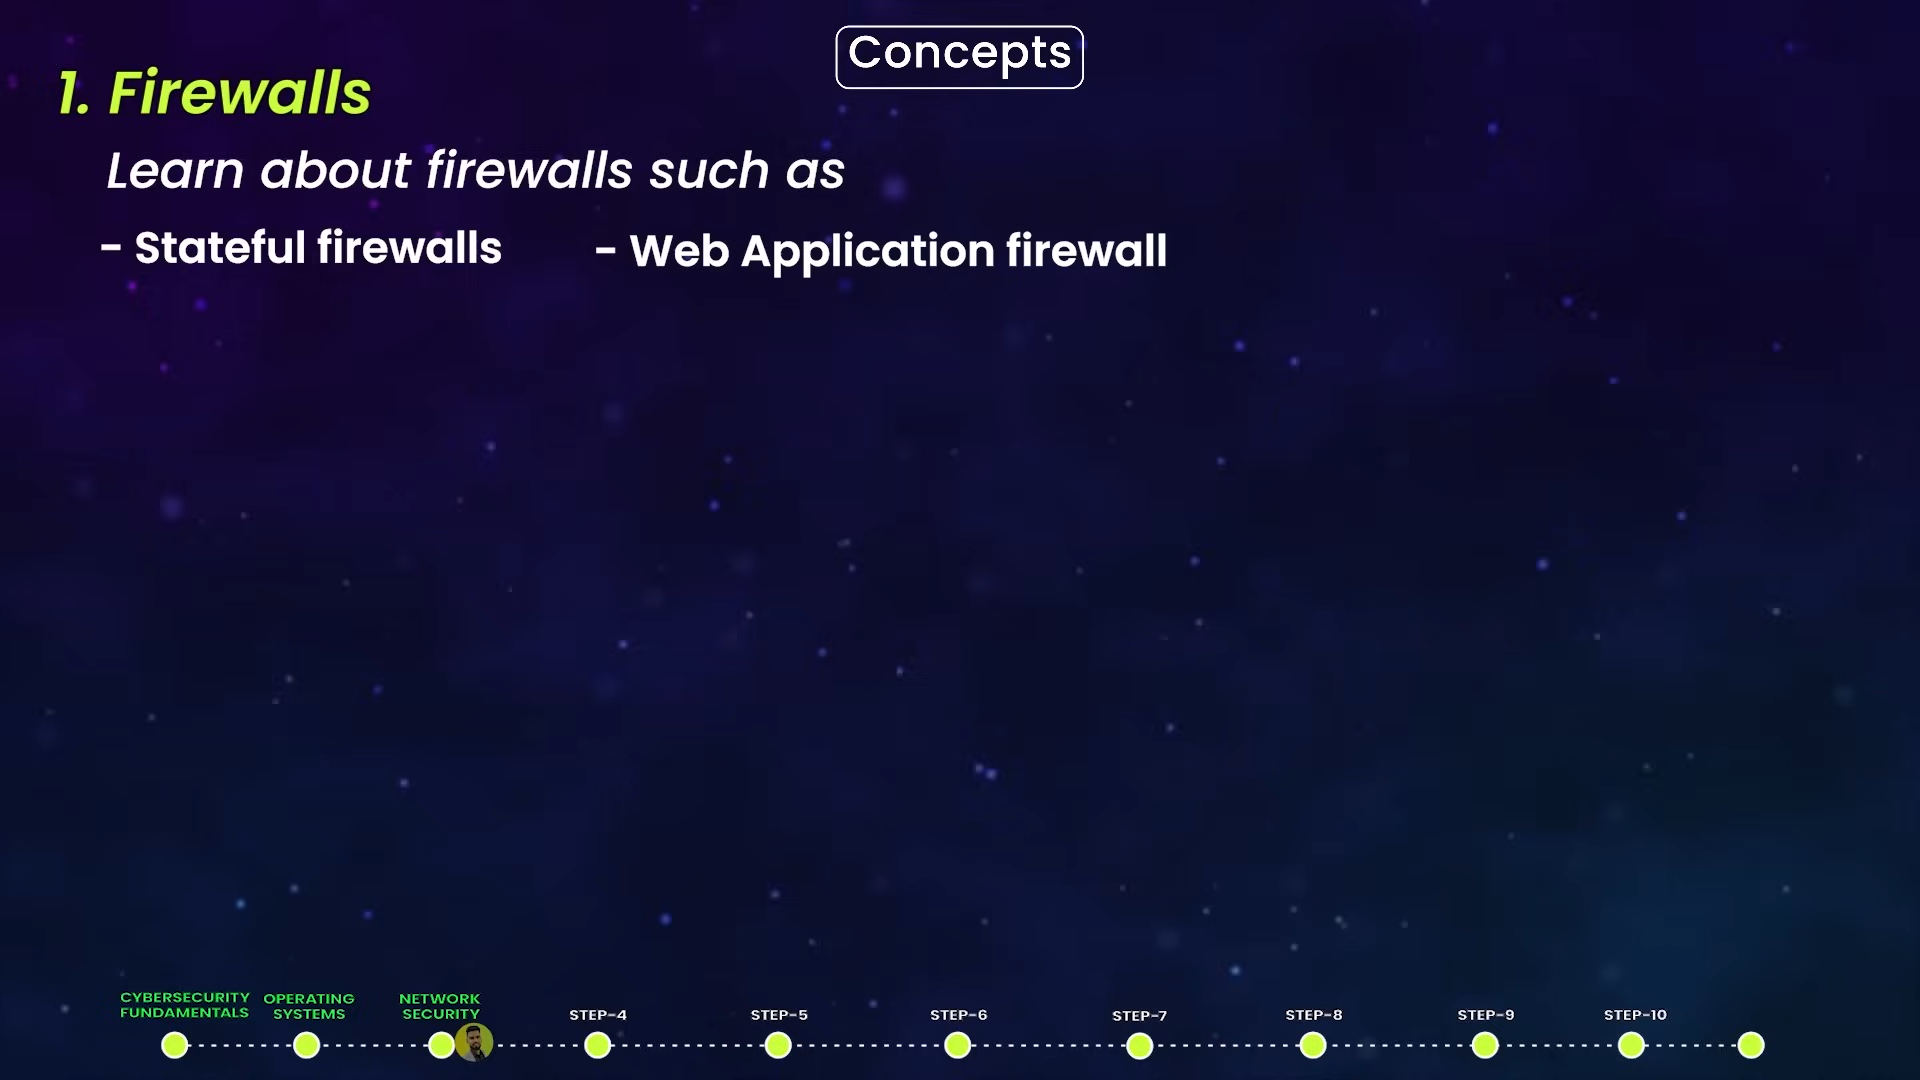 Concepts
1. Firewalls
Learn about firewalls such as
- Stateful firewalls
- Web Application firewall
CYBERSECURITY
FUNDAMENTALS
OPERATING
SYSTEMS
NETWORK
SECURITY
STEP-4
STEP-5
STEP-6
STEP-7
STEP-8
STEP-9
STEP-10